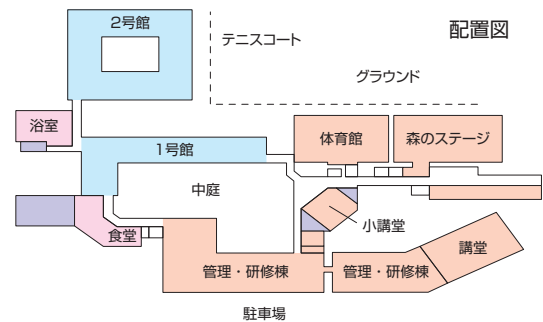 2号館
テニスコート
配置図
グラウンド
浴室
体育館
森のステージ
1号館
中庭
小講堂
食堂
講堂
管理・研修棟
管理・研修棟
駐車場